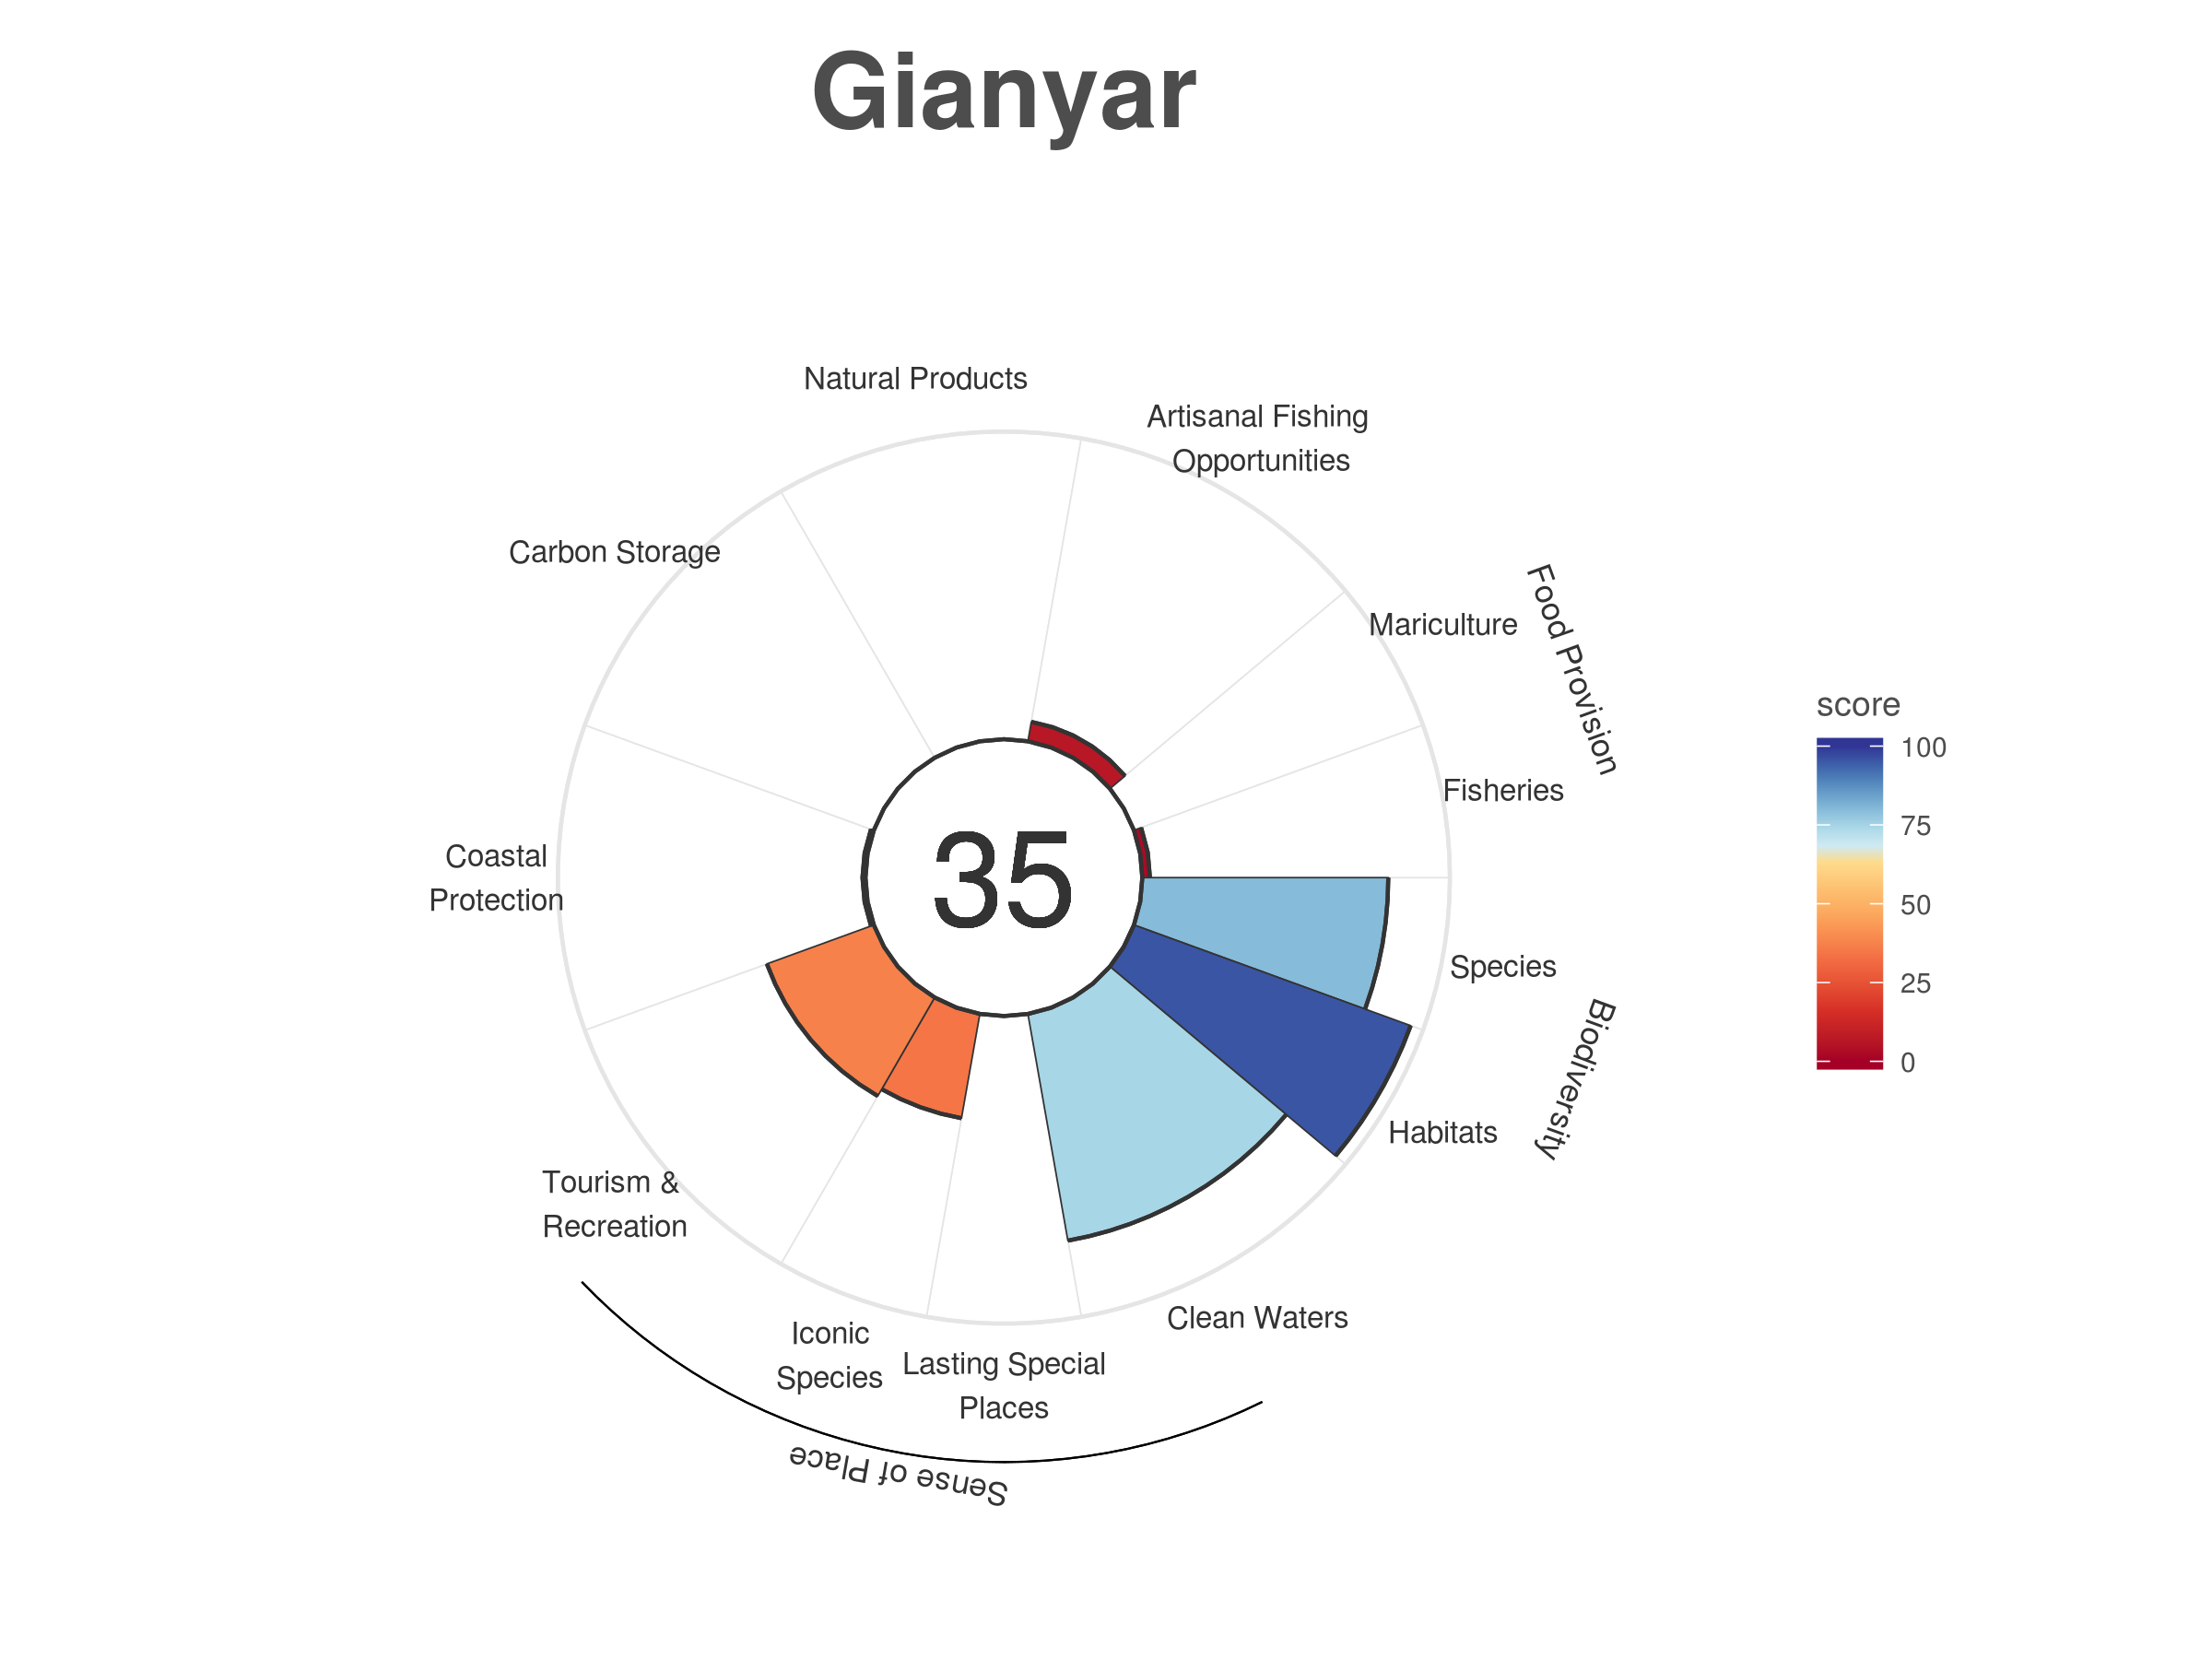 Gianyar
Natural Products
Artisanal Fishing
Opportunities
Carbon Storage
Mariculture
Food Provision
Fisheries
score
100
75
50
25
0
35
Coastal
Protection
Species
Habitats
Biodiversity
Tourism &
Recreation
Clean Waters
Iconic
Species
Lasting Special
Places
Sense of Place